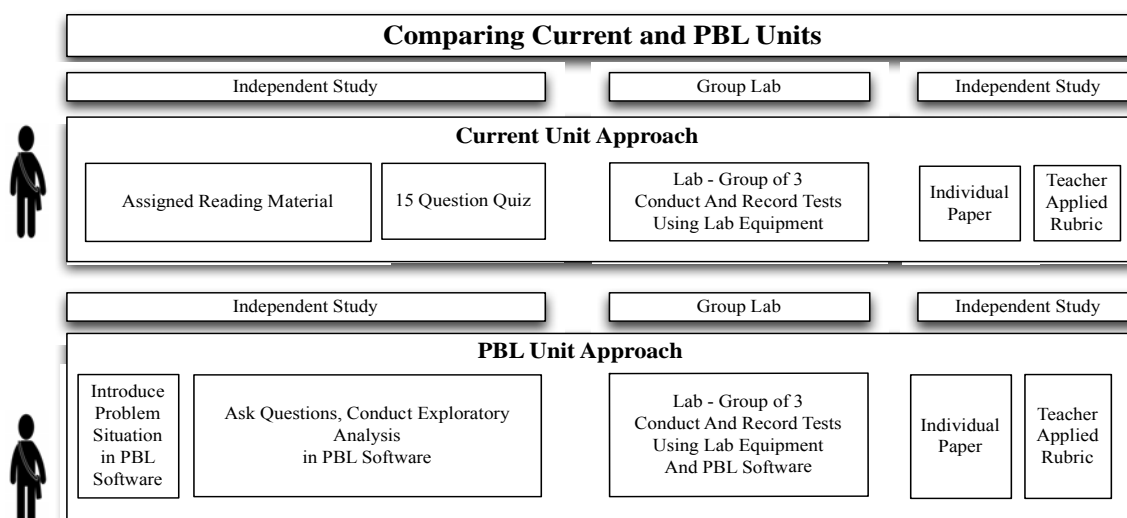 Comparing Current and PBL Units
Independent Study
Group Lab
Independent Study
Current Unit Approach
Assigned Reading Material
15 Question Quiz
Lab - Group of 3
Conduct And Record Tests
Using Lab Equipment
Individual
Paper
Teacher
Applied
Rubric
Independent Study
Group Lab
Independent Study
PBL Unit Approach
Introduce
Problem
Situation
in PBL
Software
Ask Questions, Conduct Exploratory
Analysis
in PBL Software
Lab - Group of 3
Conduct And Record Tests
Using Lab Equipment
And PBL Software
Individual
Paper
Teacher
Applied
Rubric